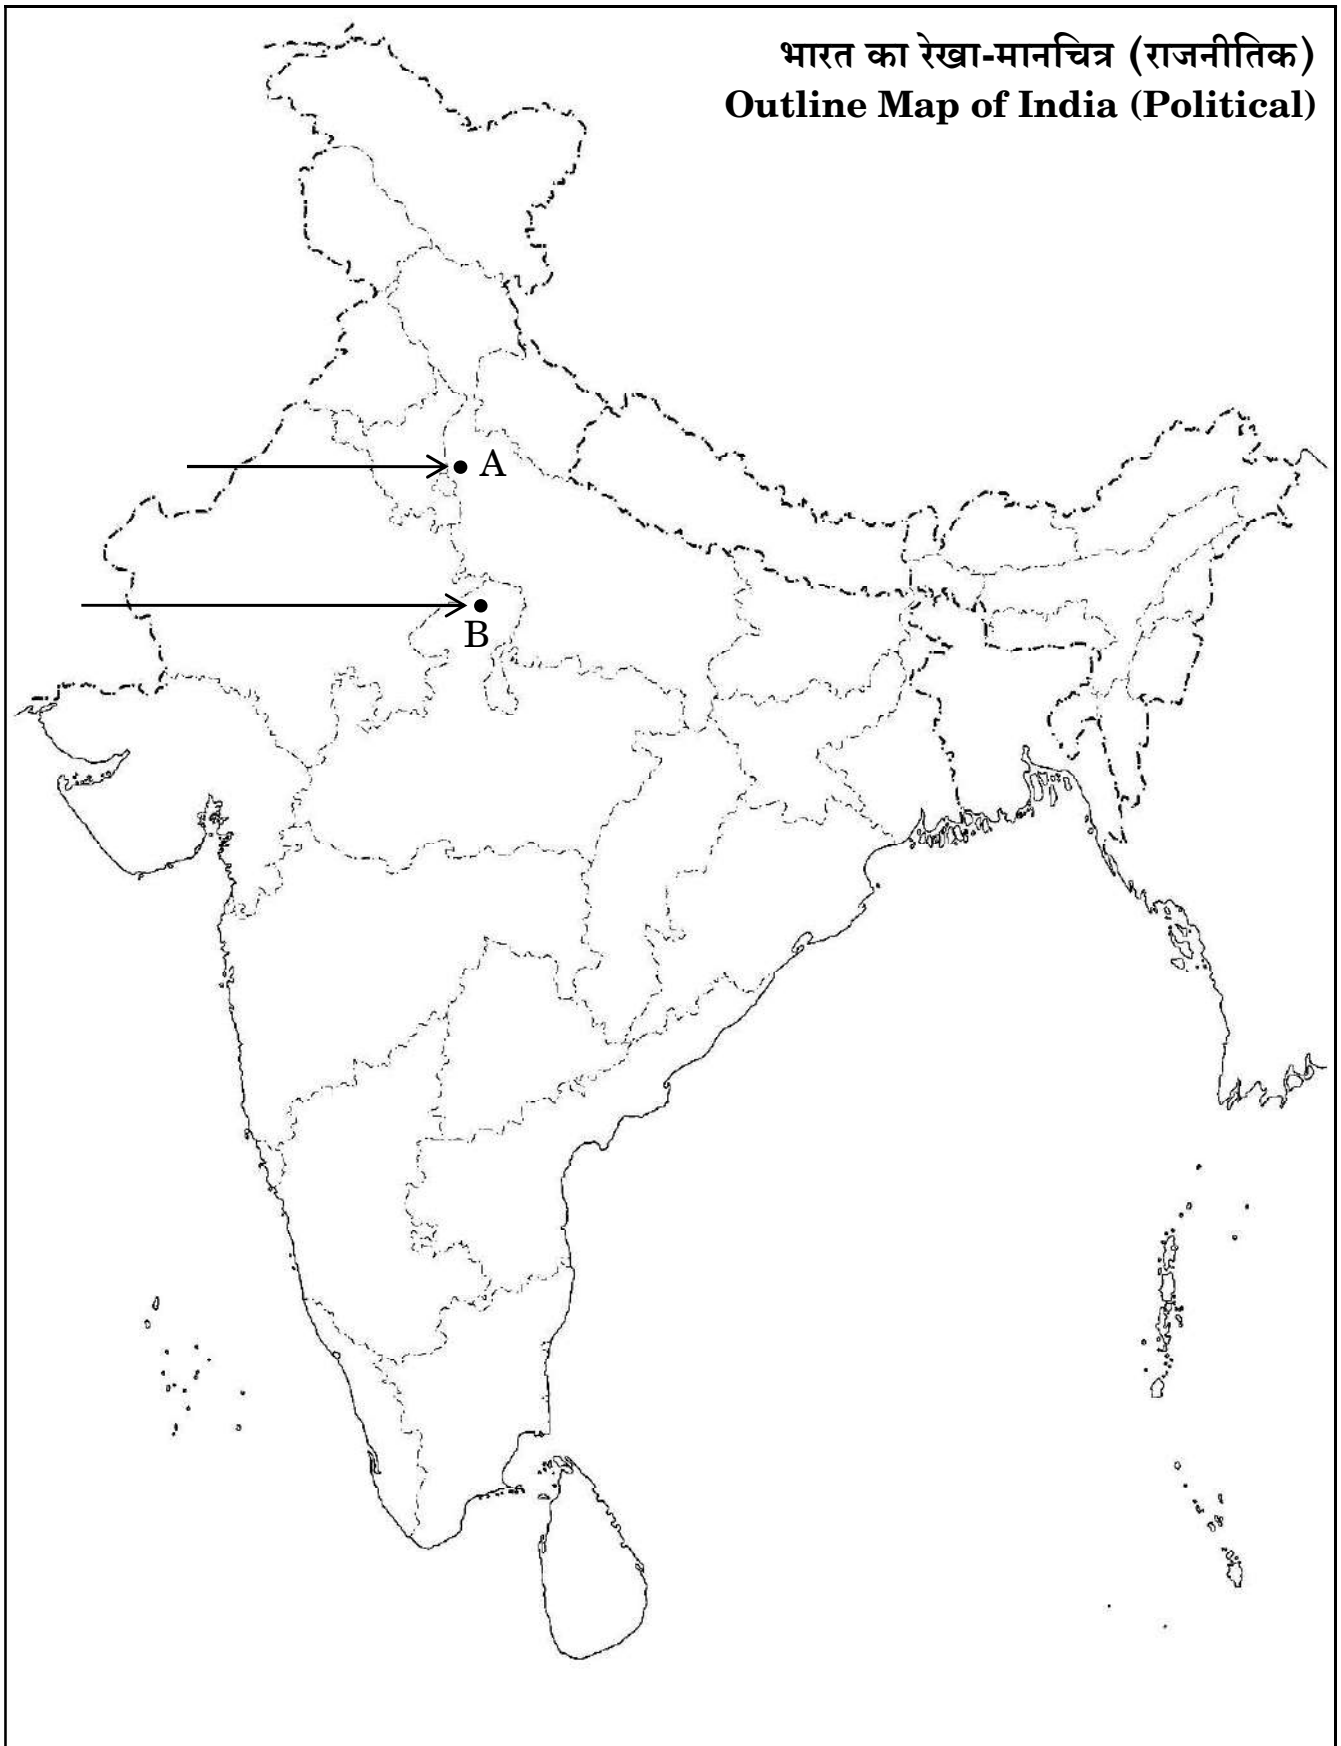 भारत का रेखा-मानचित्र (राजनीतिक)
Outline Map of India (Political)
A
B